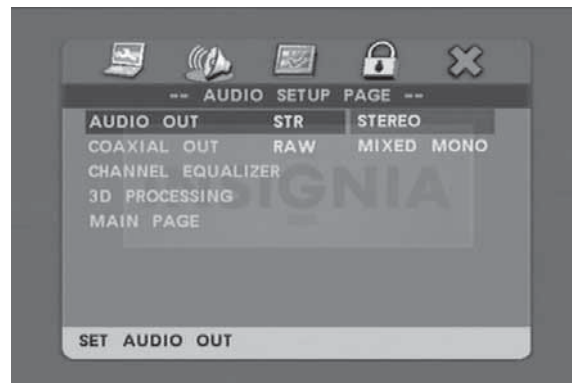 -- AUDIO SETUP PAGE --
AUDIO OUT STR STEREO
COAXIAL OUT RAW MIXED MONO
CHANNEL EQUALIZER
3D PROCESSING
MAIN PAGE
SIGNIA
SET AUDIO OUT